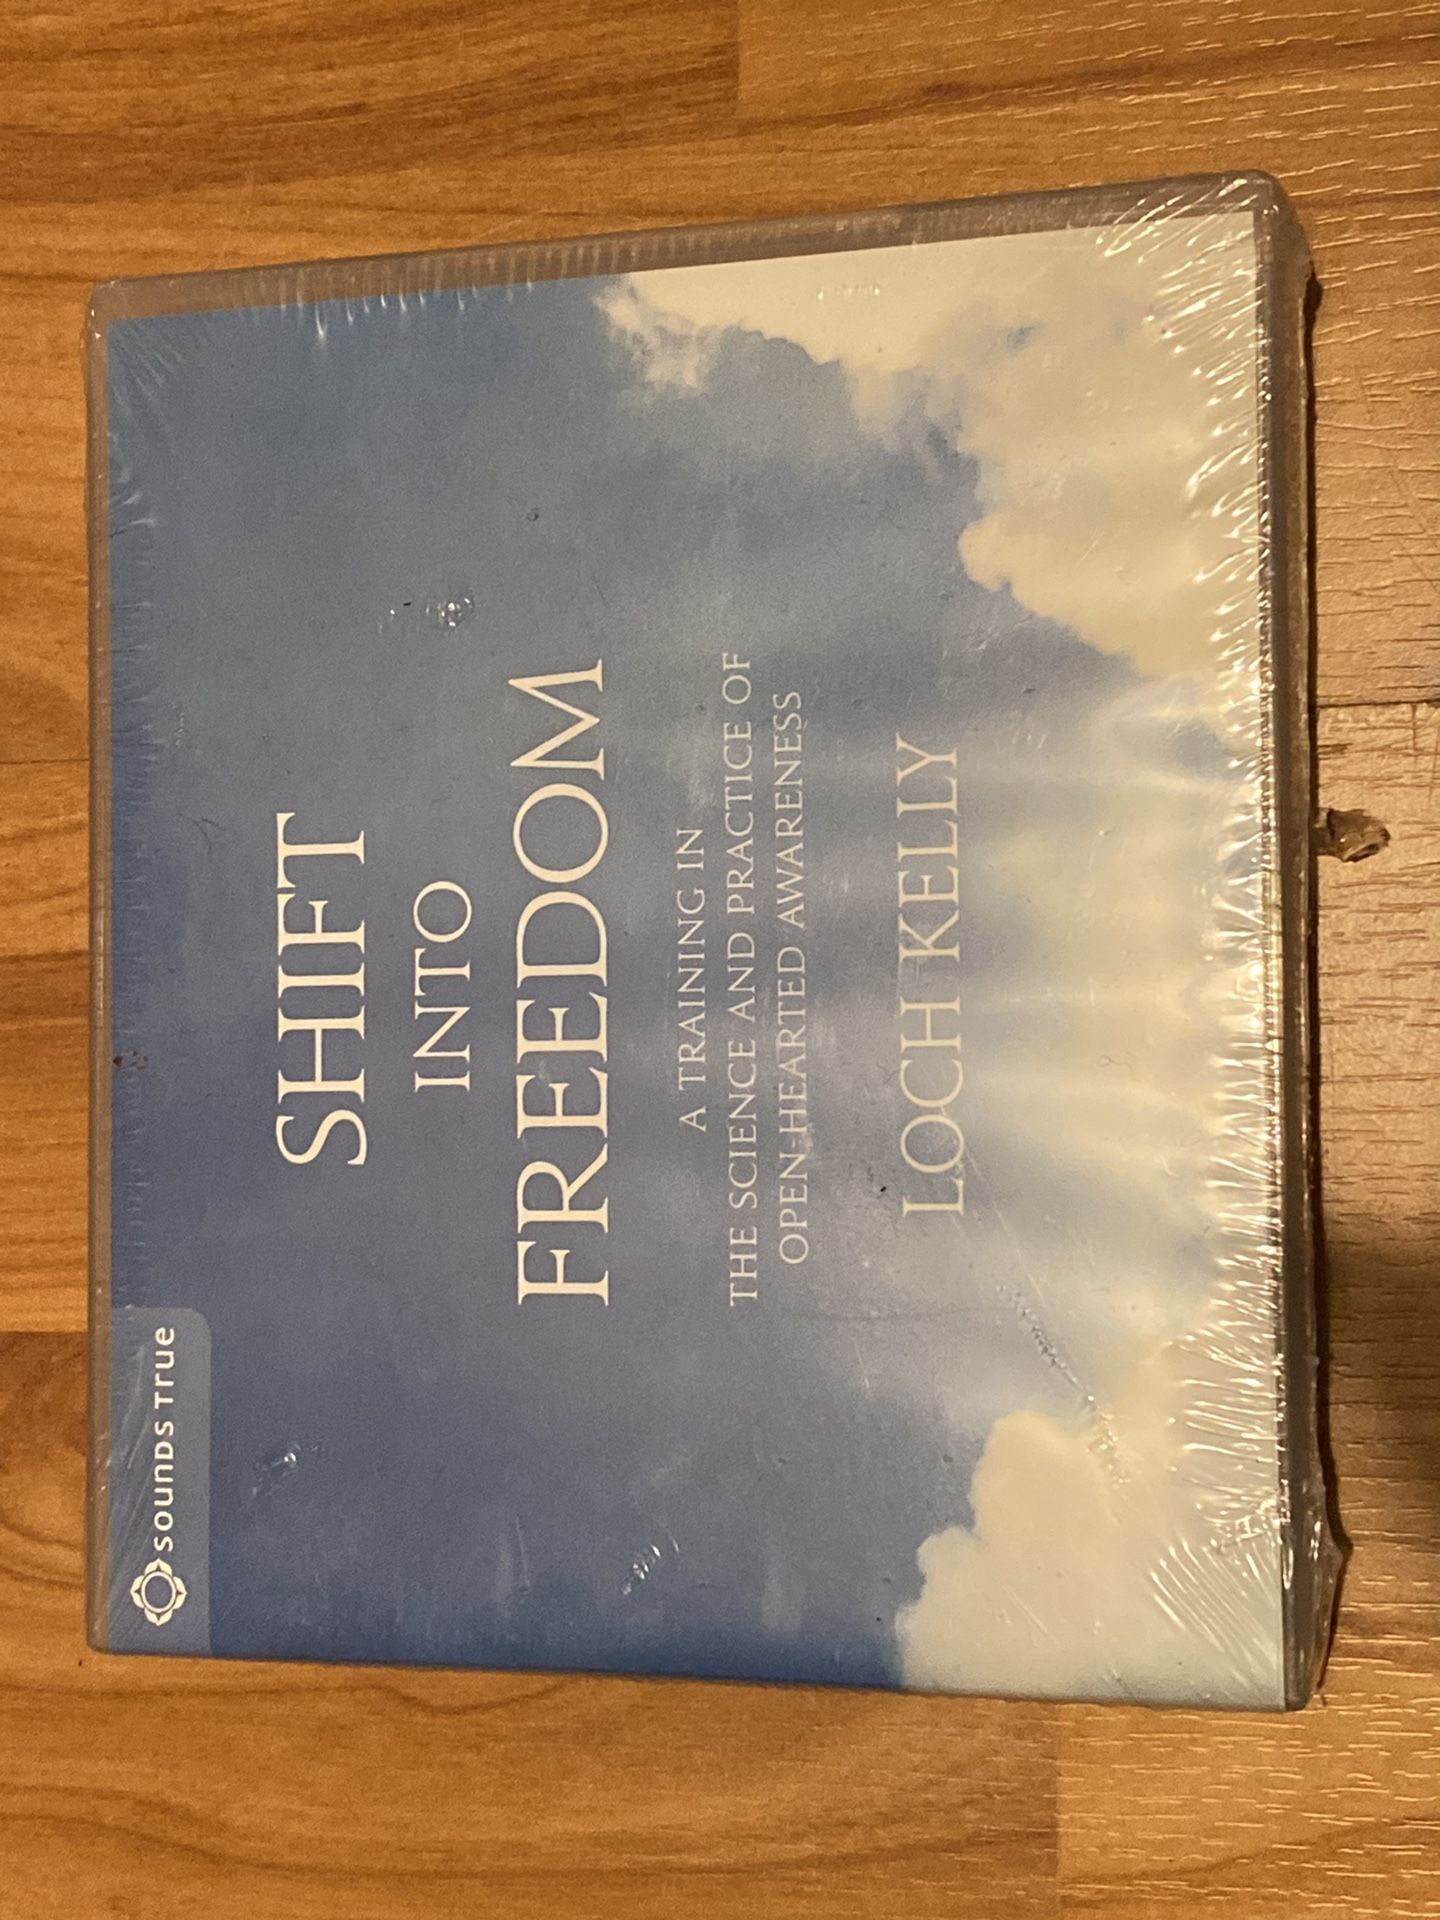 SOUNDS TRUE
SHIFT
INTO
FREEDOM
A TRAINING IN
THE SCIENCE AND PRACTICE OF
OPEN-HEARTED AWARENESS
LOCH KELLY